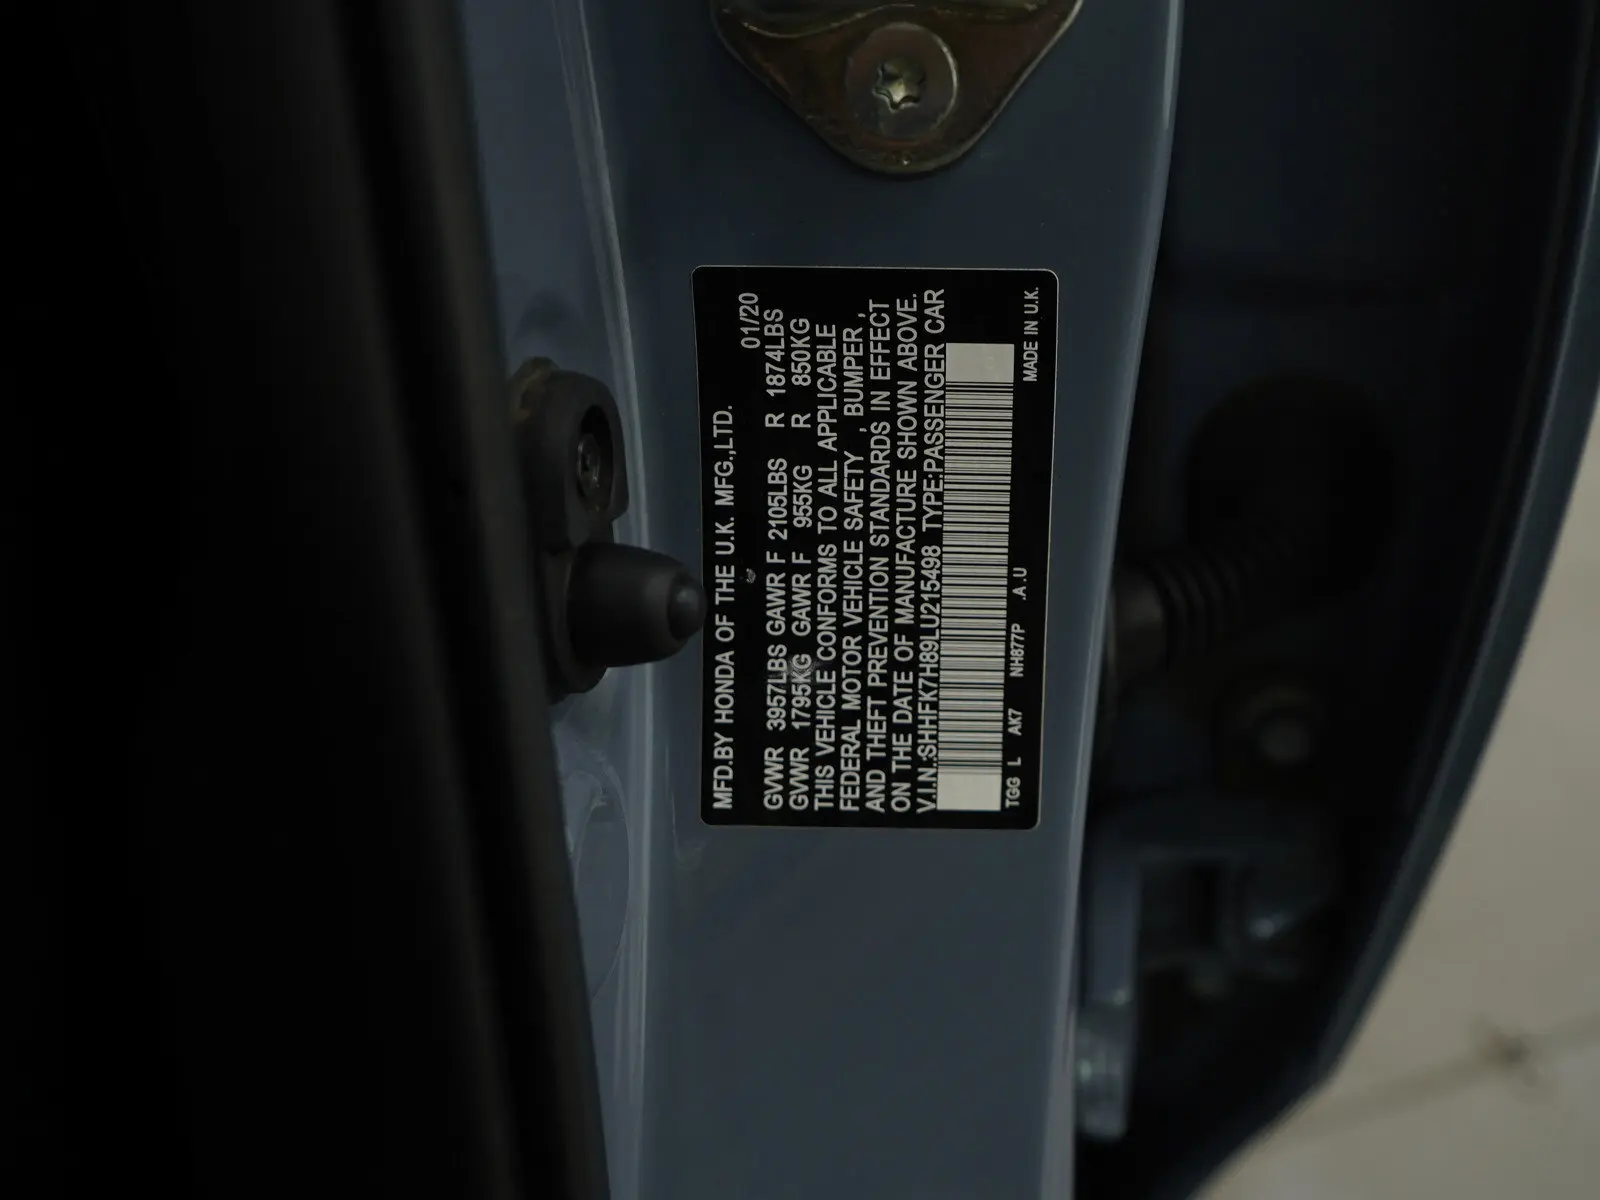 MFD.BY HONDA OF THE U.K. MFG.,LTD.
01/20
GVWR 3957LBS GAWR F 2105LBS R 1874LBS
GVWR 1795KG GAWR F 955KG R 850KG
THIS VEHICLE CONFORMS TO ALL APPLICABLE
FEDERAL MOTOR VEHICLE SAFETY , BUMPER ,
AND THEFT PREVENTION STANDARDS IN EFFECT
ON THE DATE OF MANUFACTURE SHOWN ABOVE.
V.I.N.:SHHFK7H89LU215498 TYPE:PASSENGER CAR
TGG L AK7 NH877P .A.U MADE IN U.K.